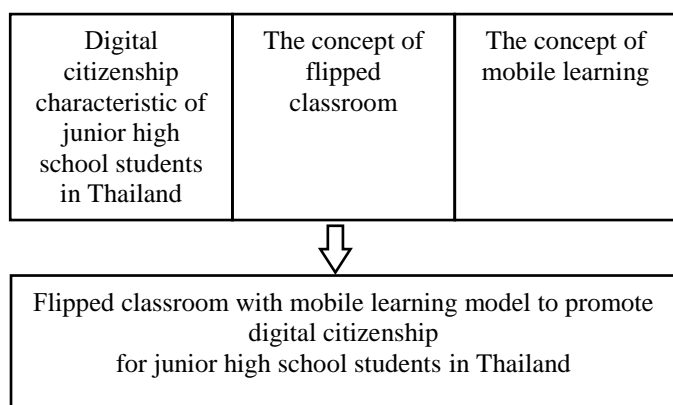 Digital
citizenship
characteristic of
junior high
school students
in Thailand
The concept of
flipped
classroom
The concept of
mobile learning
Flipped classroom with mobile learning model to promote
digital citizenship
for junior high school students in Thailand